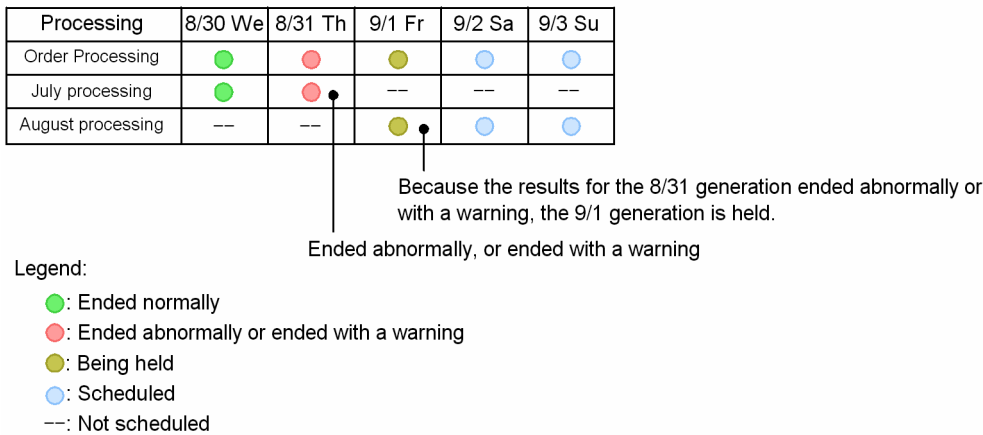 Processing 8/30 We 8/31 Th 9/1 Fr 9/2 Sa 9/3 Su
Order Processing
July processing -- -- --
August processing -- --
Because the results for the 8/31 generation ended abnormally or
with a warning, the 9/1 generation is held.
Ended abnormally, or ended with a warning
Legend:
: Ended normally
: Ended abnormally or ended with a warning
: Being held
: Scheduled
--: Not scheduled